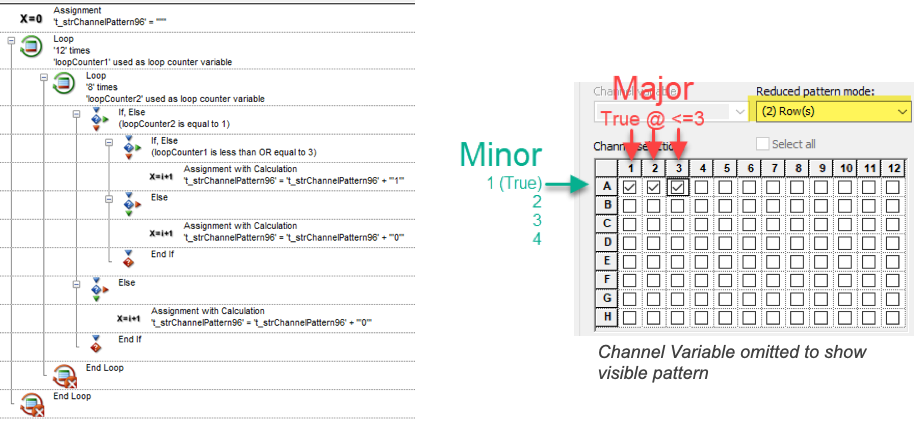 X=0
Assignment
't_strChannelPattern96' = '""'
Loop
'12' times
'loopCounter1' used as loop counter variable
Loop
'8' times
'loopCounter2' used as loop counter variable
If, Else
(loopCounter2 is equal to 1)
If, Else
(loopCounter1 is less than OR equal to 3)
X=i+1
Assignment with Calculation
't_strChannelPattern96' = 't_strChannelPattern96' + '"1"'
Else
X=i+1
Assignment with Calculation
't_strChannelPattern96' = 't_strChannelPattern96' + '"0"'
End If
Else
X=i+1
Assignment with Calculation
't_strChannelPattern96' = 't_strChannelPattern96' + '"0"'
End If
End Loop
End Loop
Channel variable
Reduced pattern mode:
Major
(2) Row(s)
True @ <=3
Channel selection
Select all
Minor
1 (True)
2
3
4
1 2 3 4 5 6 7 8 9 10 11 12
A
B
C
D
E
F
G
H
Channel Variable omitted to show
visible pattern